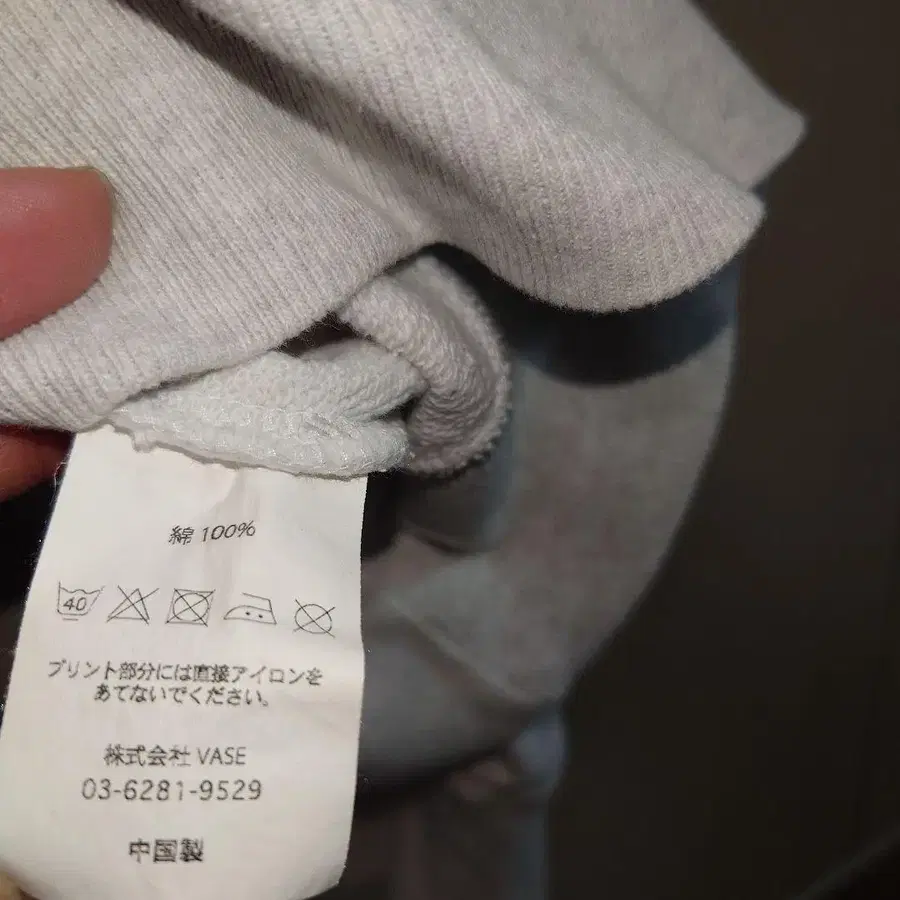 綿 100%
40
プリント部分には直接アイロンを
あてないでください。
株式会社 VASE
03-6281-9529
中国製